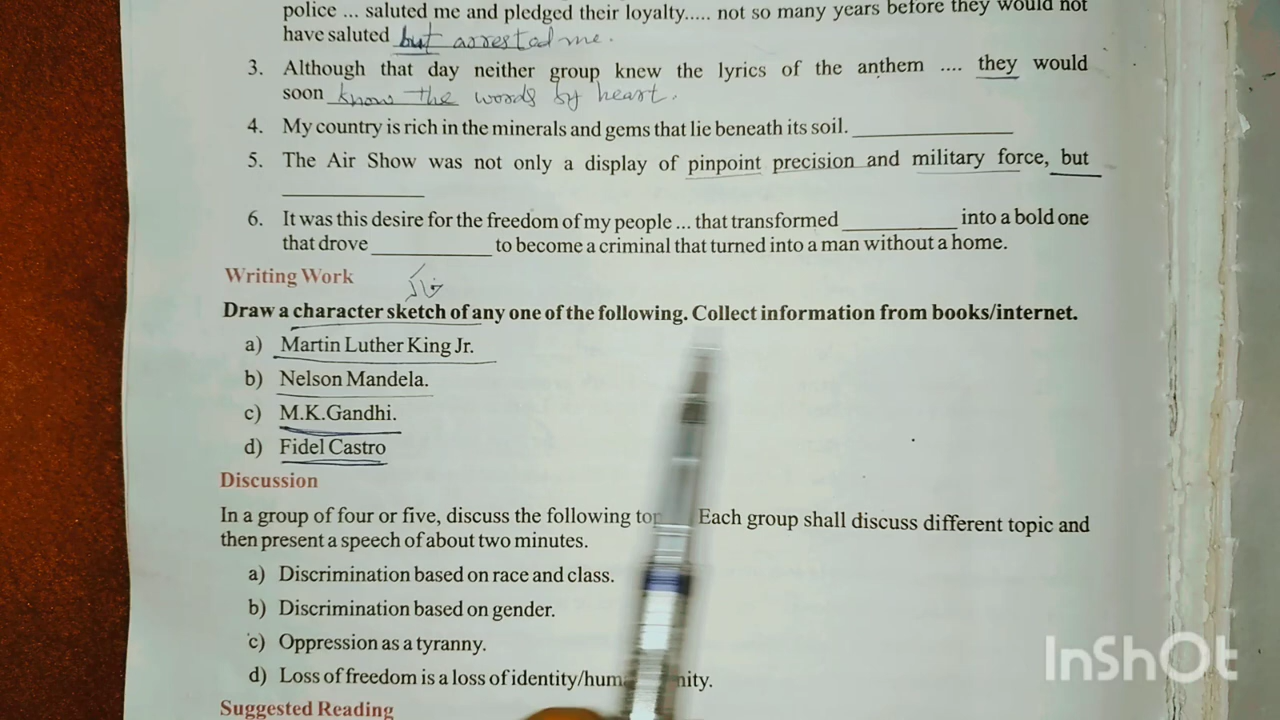 police ... saluted me and pledged their loyalty..... not so many years before they would not
have saluted but arrested me.
3. Although that day neither group knew the lyrics of the anthem .... they would
soon know the words by heart.
4. My country is rich in the minerals and gems that lie beneath its soil. ____________
5. The Air Show was not only a display of pinpoint precision and military force, but
____________
6. It was this desire for the freedom of my people ... that transformed __________ into a bold one
that drove __________ to become a criminal that turned into a man without a home.
Writing Work
Draw a character sketch of any one of the following. Collect information from books/internet.
a) Martin Luther King Jr.
b) Nelson Mandela.
c) M.K.Gandhi.
d) Fidel Castro
Discussion
In a group of four or five, discuss the following Each group shall discuss different topic and
then present a speech of about two minutes.
a) Discrimination based on race and class.
b) Discrimination based on gender.
c) Oppression as a tyranny.
d) Loss of freedom is a loss of
Suggested Reading
InShOt